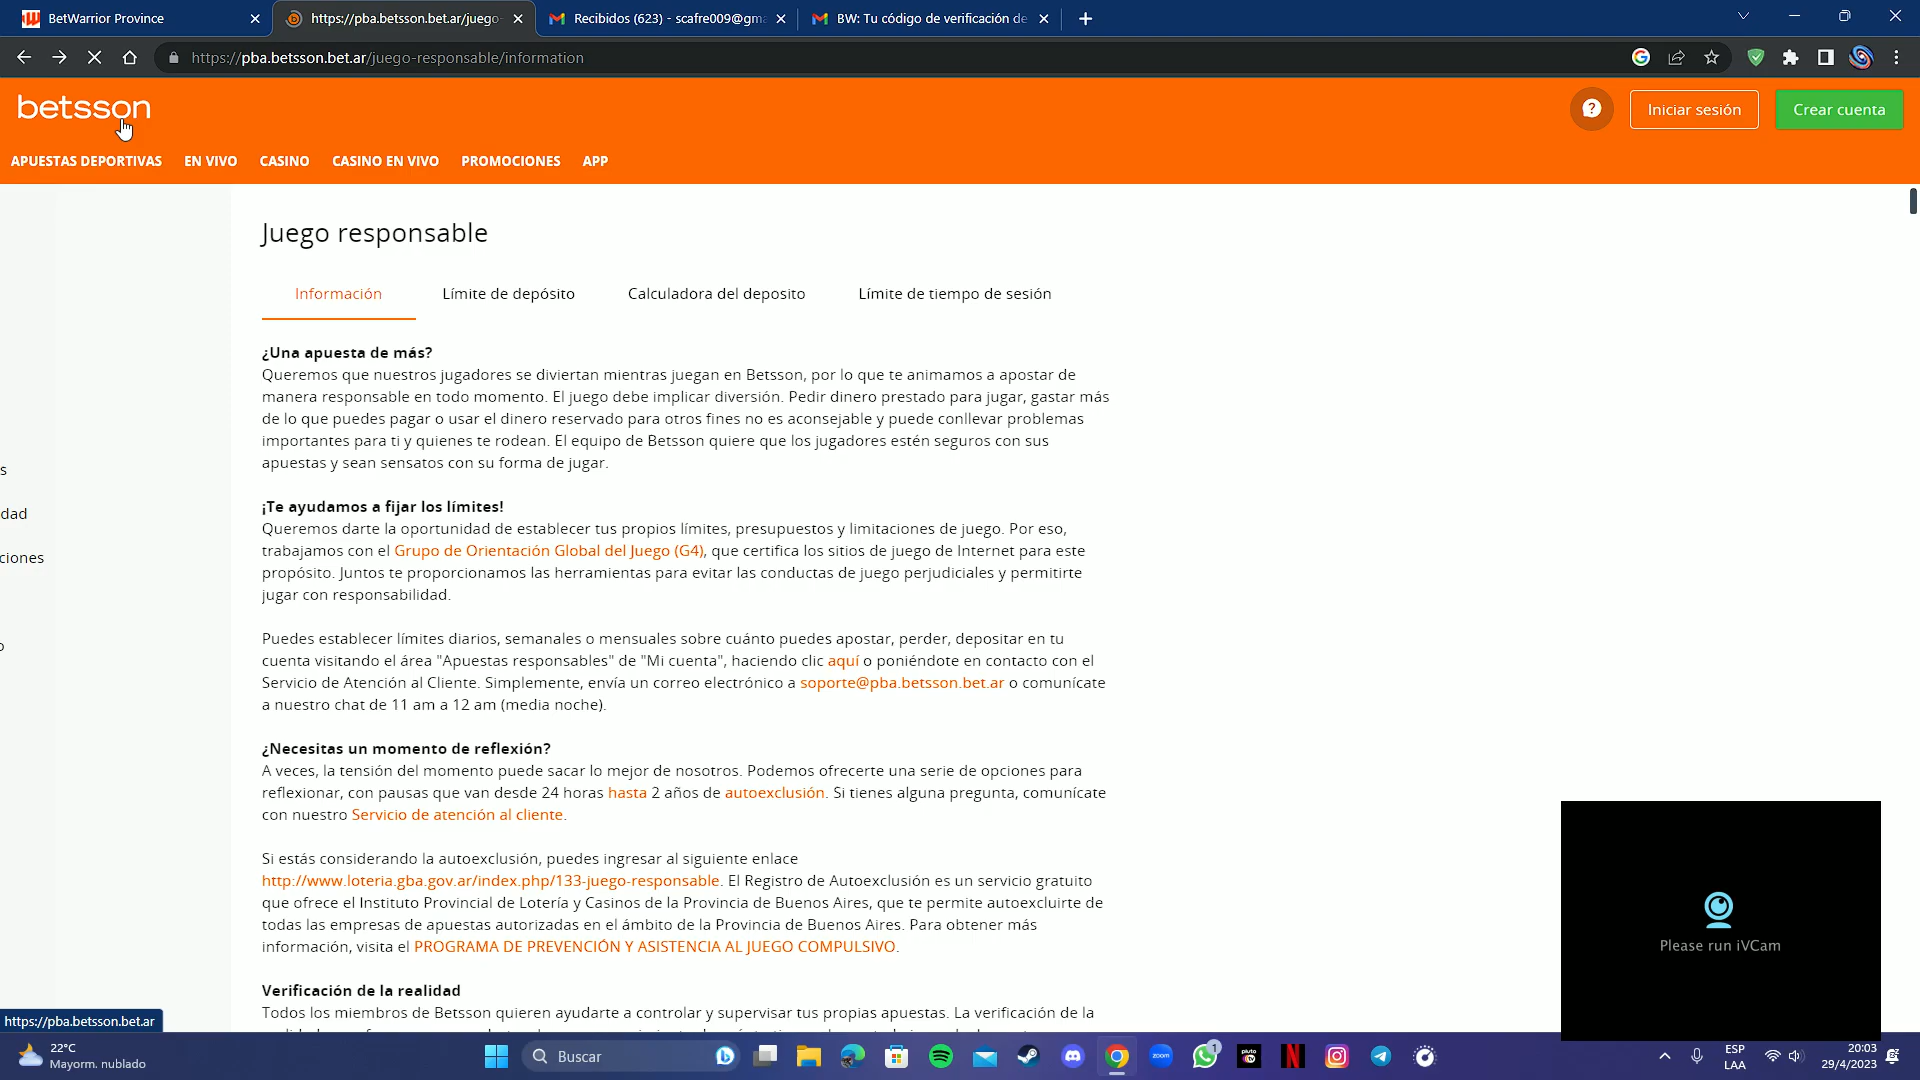 BetWarrior Province
https://pba.betsson.bet.ar/juego-
Recibidos (623) - scafre009@gma
BW: Tu código de verificación de
https://pba.betsson.bet.ar/juego-responsable/information
betsson
?
Iniciar sesión
Crear cuenta
APUESTAS DEPORTIVAS
EN VIVO
CASINO
CASINO EN VIVO
PROMOCIONES
APP
Juego responsable
Información
Límite de depósito
Calculadora del deposito
Límite de tiempo de sesión
¿Una apuesta de más?
Queremos que nuestros jugadores se diviertan mientras juegan en Betsson, por lo que te animamos a apostar de
manera responsable en todo momento. El juego debe implicar diversión. Pedir dinero prestado para jugar, gastar más
de lo que puedes pagar o usar el dinero reservado para otros fines no es aconsejable y puede conllevar problemas
importantes para ti y quienes te rodean. El equipo de Betsson quiere que los jugadores estén seguros con sus
apuestas y sean sensatos con su forma de jugar.
s
dad
ciones
o
¡Te ayudamos a fijar los límites!
Queremos darte la oportunidad de establecer tus propios límites, presupuestos y limitaciones de juego. Por eso,
trabajamos con el Grupo de Orientación Global del Juego (G4), que certifica los sitios de juego de Internet para este
propósito. Juntos te proporcionamos las herramientas para evitar las conductas de juego perjudiciales y permitirte
jugar con responsabilidad.
Puedes establecer límites diarios, semanales o mensuales sobre cuánto puedes apostar, perder, depositar en tu
cuenta visitando el área "Apuestas responsables" de "Mi cuenta", haciendo clic aquí o poniéndote en contacto con el
Servicio de Atención al Cliente. Simplemente, envía un correo electrónico a soporte@pba.betsson.bet.ar o comunícate
a nuestro chat de 11 am a 12 am (media noche).
¿Necesitas un momento de reflexión?
A veces, la tensión del momento puede sacar lo mejor de nosotros. Podemos ofrecerte una serie de opciones para
reflexionar, con pausas que van desde 24 horas hasta 2 años de autoexclusión. Si tienes alguna pregunta, comunícate
con nuestro Servicio de atención al cliente.
Si estás considerando la autoexclusión, puedes ingresar al siguiente enlace
http://www.loteria.gba.gov.ar/index.php/133-juego-responsable. El Registro de Autoexclusión es un servicio gratuito
que ofrece el Instituto Provincial de Lotería y Casinos de la Provincia de Buenos Aires, que te permite autoexcluirte de
todas las empresas de apuestas autorizadas en el ámbito de la Provincia de Buenos Aires. Para obtener más
información, visita el PROGRAMA DE PREVENCIÓN Y ASISTENCIA AL JUEGO COMPULSIVO.
Verificación de la realidad
Todos los miembros de Betsson quieren ayudarte a controlar y supervisar tus propias apuestas. La verificación de la
Please run iVCam
https://pba.betsson.bet.ar
22°C
Mayorm. nublado
Buscar
zoom
1
pluto tv
ESP
LAA
20:03
29/4/2023